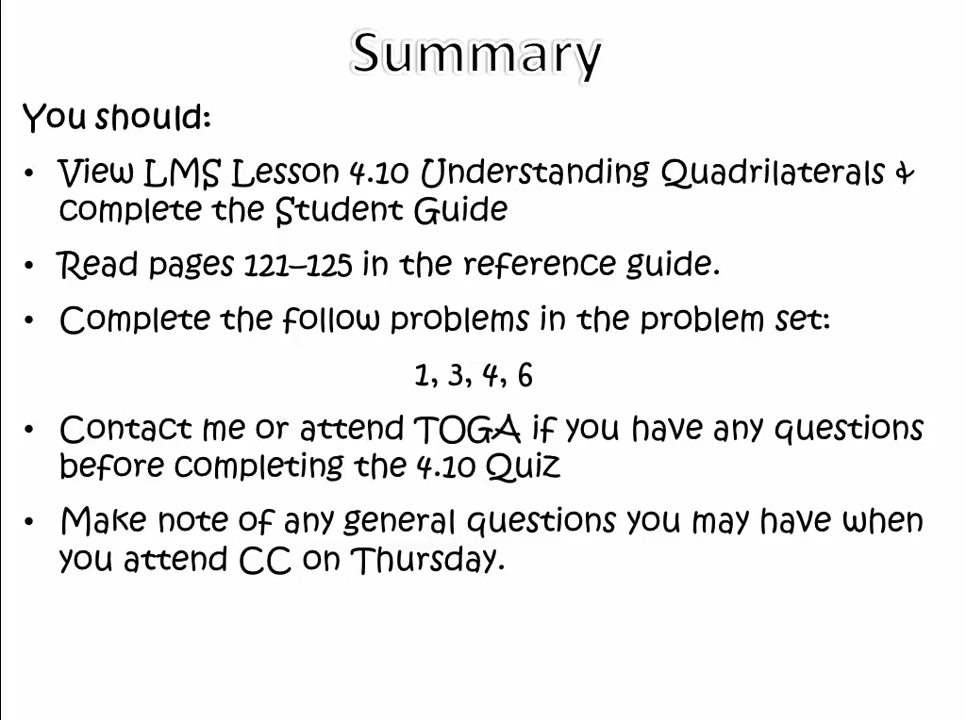 Summary
You should:
• View LMS Lesson 4.10 Understanding Quadrilaterals &
complete the Student Guide
• Read pages 121–125 in the reference guide.
• Complete the follow problems in the problem set:
1, 3, 4, 6
• Contact me or attend TOGA if you have any questions
before completing the 4.10 Quiz
• Make note of any general questions you may have when
you attend CC on Thursday.